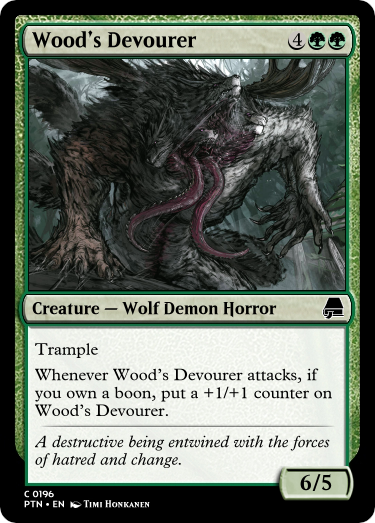 Wood's Devourer 4
Creature — Wolf Demon Horror
Trample
Whenever Wood's Devourer attacks, if
you own a boon, put a +1/+1 counter on
Wood's Devourer.
A destructive being entwined with the forces
of hatred and change.
6/5
C 0196
PTN • EN Timi Honkanen